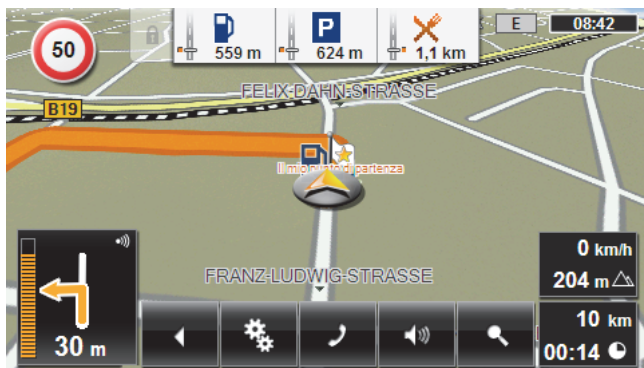 50
P
559 m
624 m
1,1 km
E
08:42
FELIX-DAHN-STRASSE
B19
Il mio punto di partenza
FRANZ-LUDWIG-STRASSE
0 km/h
204 m
30 m
10 km
00:14